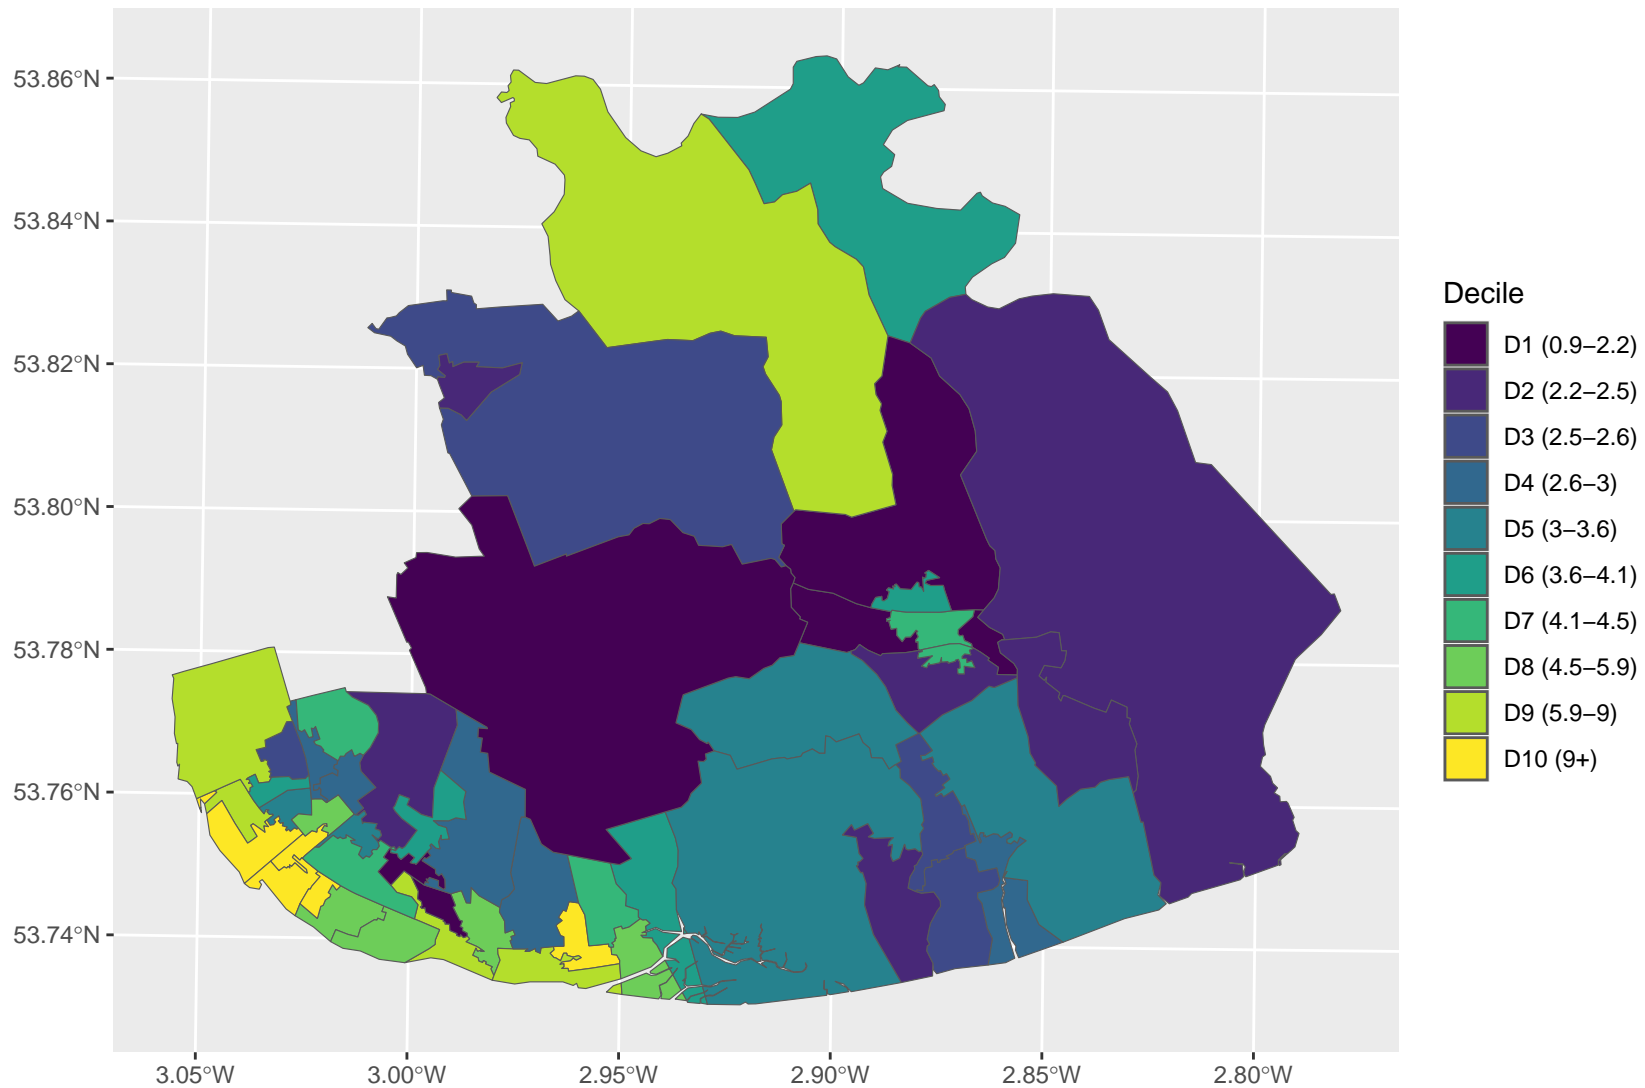 53.86°N
53.84°N
53.82°N
53.80°N
53.78°N
53.76°N
53.74°N
3.05°W
3.00°W
2.95°W
2.90°W
2.85°W
2.80°W
Decile
D1 (0.9–2.2)
D2 (2.2–2.5)
D3 (2.5–2.6)
D4 (2.6–3)
D5 (3–3.6)
D6 (3.6–4.1)
D7 (4.1–4.5)
D8 (4.5–5.9)
D9 (5.9–9)
D10 (9+)